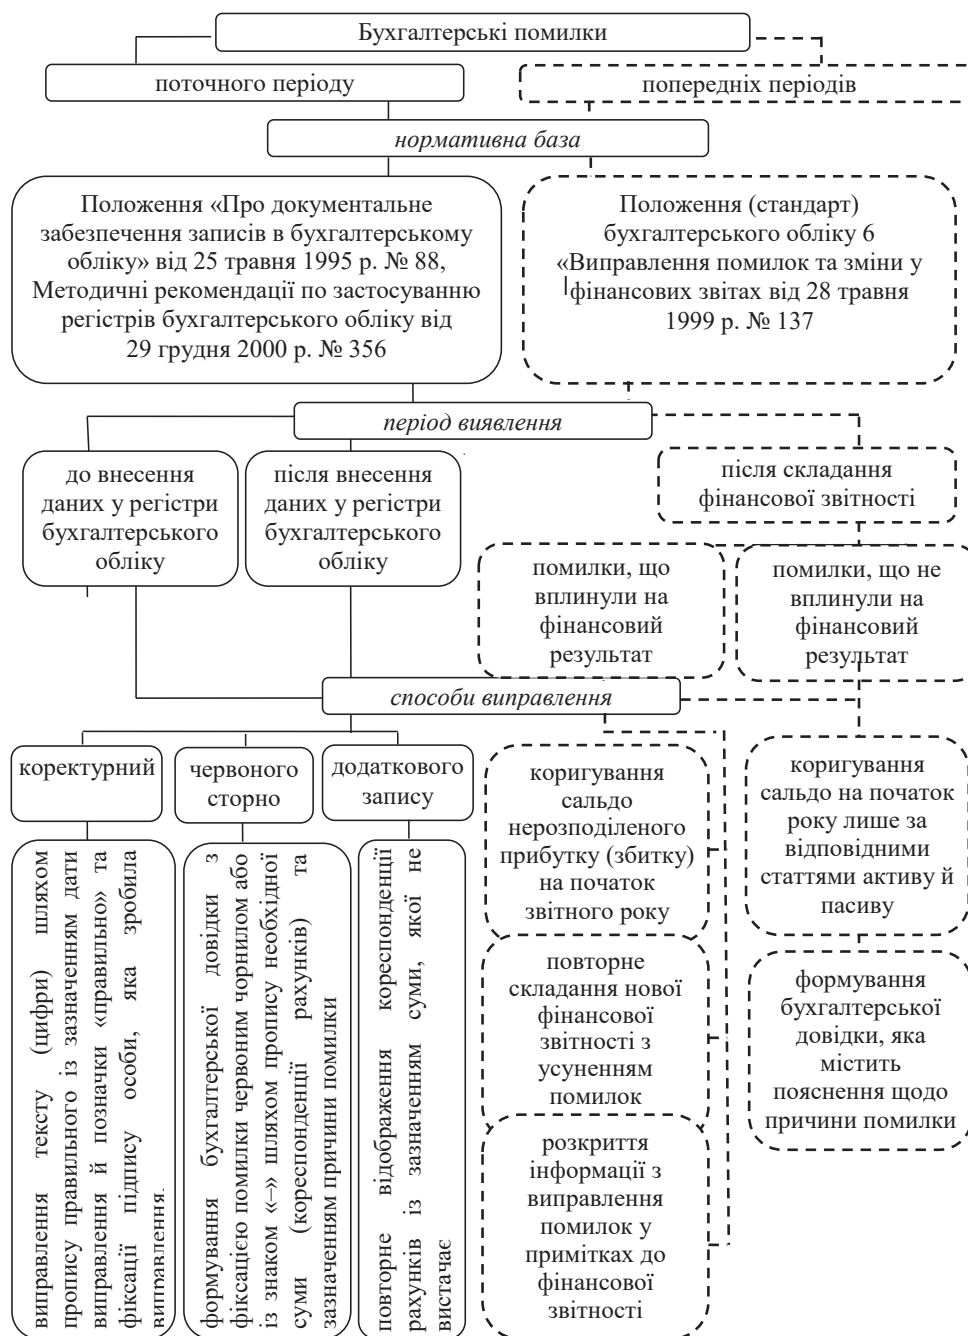 Бухгалтерські помилки
поточного періоду
попередніх періодів
нормативна база
Положення «Про документальне
забезпечення записів в бухгалтерському
обліку» від 25 травня 1995 р. № 88,
Методичні рекомендації по застосуванню
регістрів бухгалтерського обліку від
29 грудня 2000 р. № 356
Положення (стандарт)
бухгалтерського обліку 6
«Виправлення помилок та зміни у
фінансових звітах від 28 травня
1999 р. № 137
період виявлення
до внесення
даних у регістри
бухгалтерського
обліку
після внесення
даних у регістри
бухгалтерського
обліку
після складання
фінансової звітності
помилки, що
вплинули на
фінансовий
результат
помилки, що не
вплинули на
фінансовий
результат
способи виправлення
коректурний
червоного
сторно
додаткового
запису
виправлення тексту (цифри) шляхом
пропису правильного із зазначенням дати
виправлення й позначки «правильно» та
фіксації підпису особи, яка зробила
виправлення.
формування бухгалтерської довідки з
фіксацією помилки червоним чорнилом або
із знаком «–» шляхом пропису необхідної
суми (кореспонденції рахунків) та
зазначенням причини помилки
повторне відображення кореспонденції
рахунків із зазначенням суми, якої не
вистачає
коригування
сальдо
нерозподіленого
прибутку (збитку)
на початок
звітного року
повторне
складання нової
фінансової
звітності з
усуненням
помилок
розкриття
інформації з
виправлення
помилок у
примітках до
фінансової
звітності
коригування
сальдо на початок
року лише за
відповідними
статтями активу й
пасиву
формування
бухгалтерської
довідки, яка
містить
пояснення щодо
причини помилки